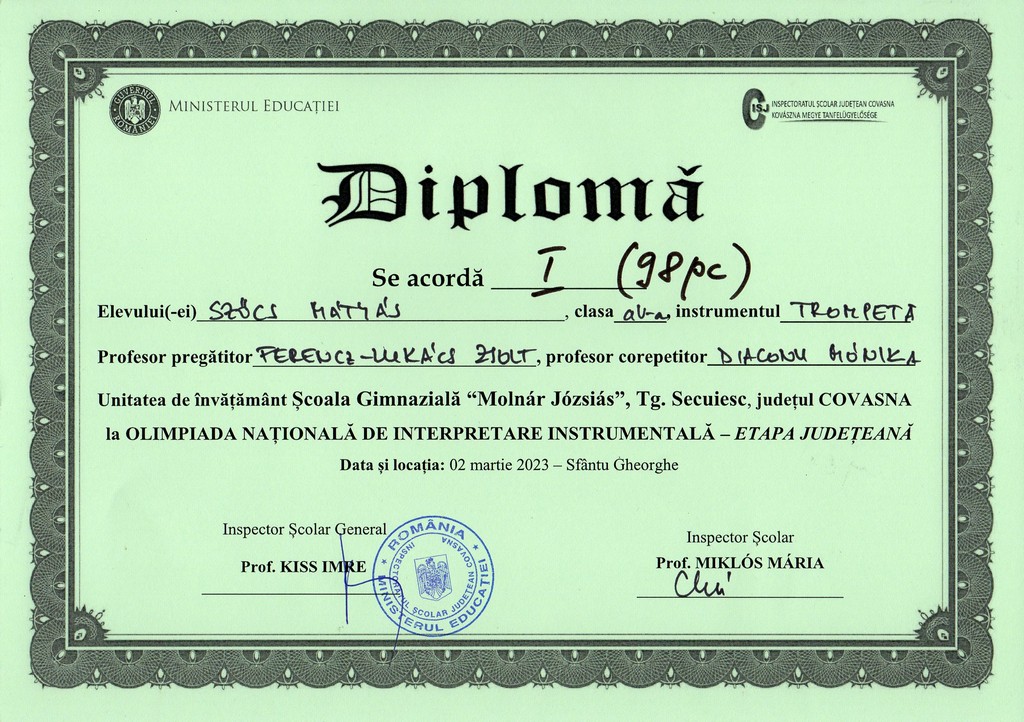 GUVERNUL ROMÂNIEI
MINISTERUL EDUCAȚIEI
CISJ
INSPECTORATUL ȘCOLAR JUDEȚEAN COVASNA
KOVÁSZNA MEGYE TANFELÜGYELŐSÉGE
Diplomă
Se acordă I (98pc)
Elevului(-ei) SZŐCS MÁTYÁS, clasa a V-a, instrumentul TROMPETĂ
Profesor pregătitor FERENCZ-LUKÁCS ZSOLT, profesor corepetitor DIACONU MÓNIKA
Unitatea de învățământ Școala Gimnazială “Molnár Józsiás”, Tg. Secuiesc, județul COVASNA
la OLIMPIADA NAȚIONALĂ DE INTERPRETARE INSTRUMENTALĂ – ETAPA JUDEȚEANĂ
Data și locația: 02 martie 2023 – Sfântu Gheorghe
Inspector Școlar General
Prof. KISS IMRE
ROMÂNIA
MINISTERUL EDUCAȚIEI
INSPECTORATUL ȘCOLAR JUDEȚEAN COVASNA
Inspector Școlar
Prof. MIKLÓS MÁRIA